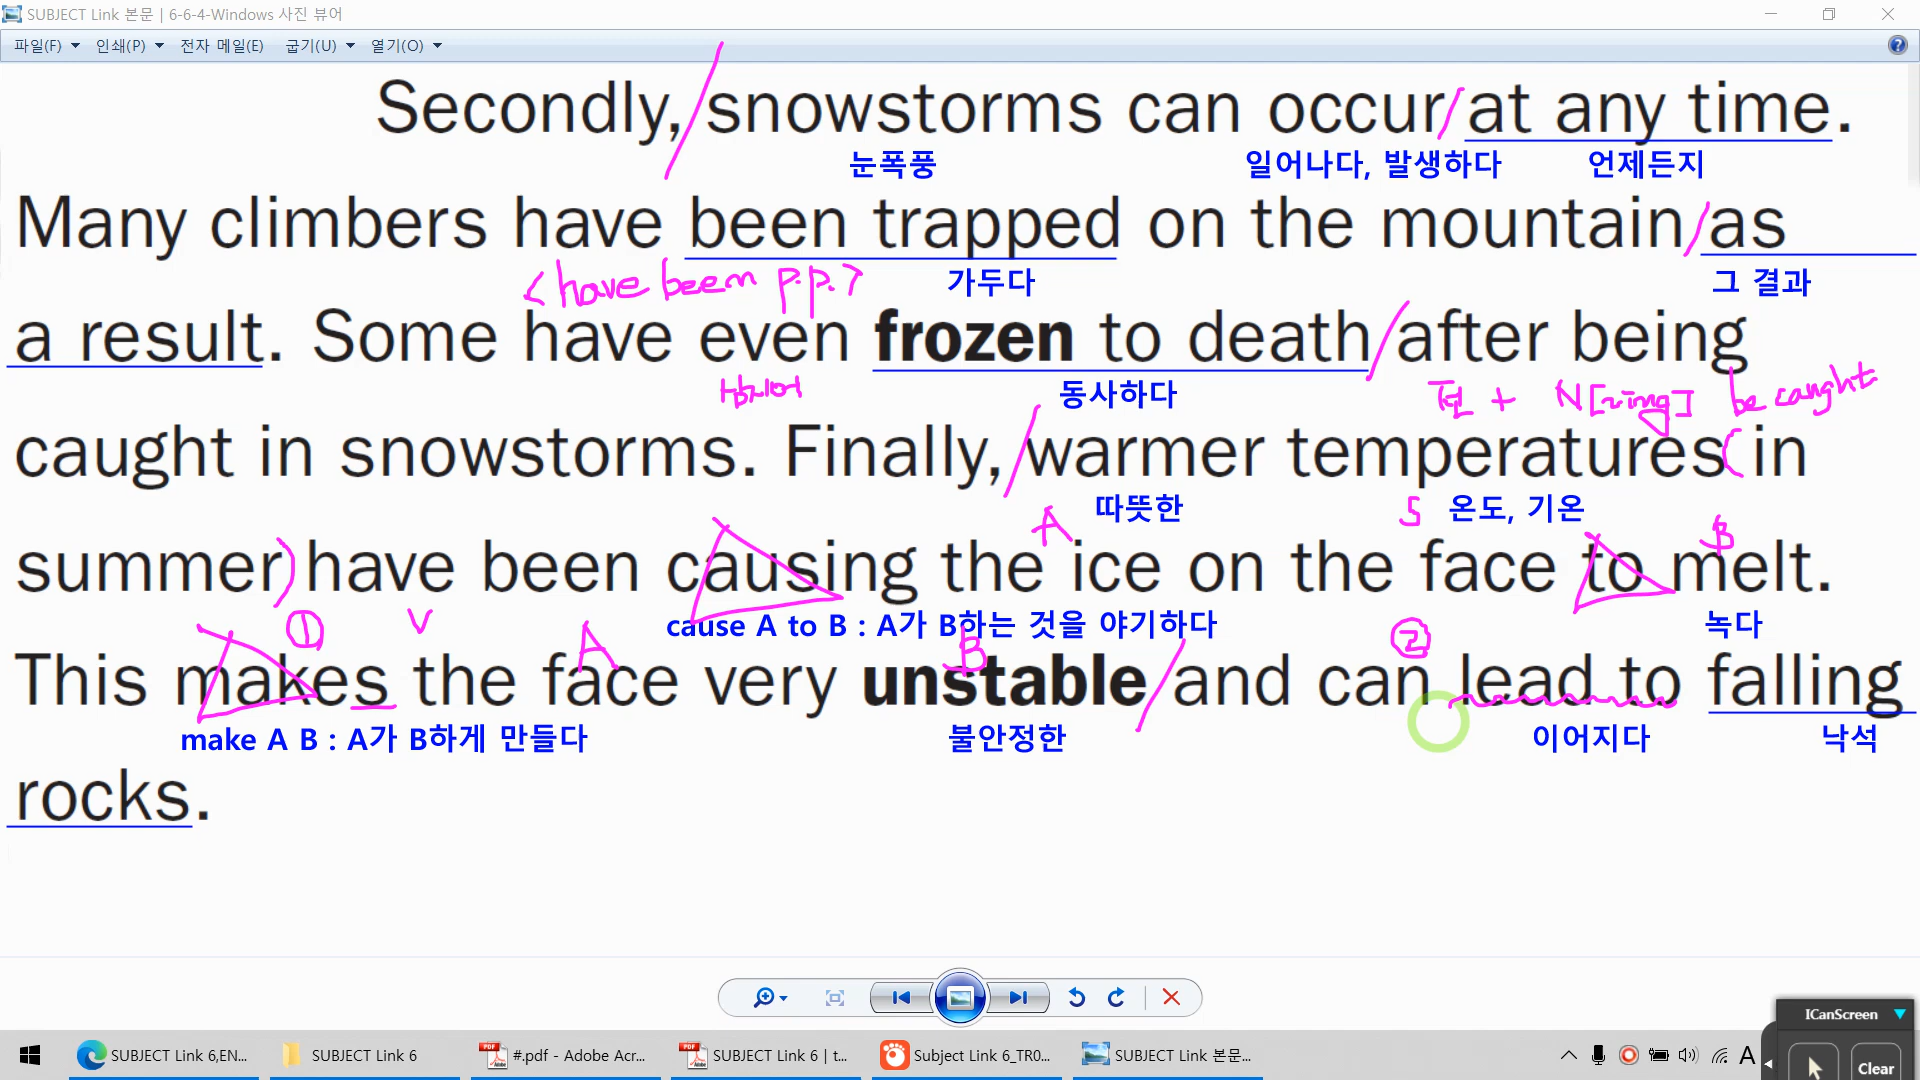 SUBJECT Link 본문 | 6-6-4-Windows 사진 뷰어
파일(F) 인쇄(P) 전자 메일(E) 굽기(U) 열기(O)
Secondly, snowstorms can occur at any time.
눈폭풍 일어나다, 발생하다 언제든지
Many climbers have been trapped on the mountain as
<have been p.p.> 가두다 그 결과
a result. Some have even frozen to death after being
동사하다 전 + N[~ing] be caught
caught in snowstorms. Finally, warmer temperatures (in
따뜻한 S 온도, 기온
A B
summer) have been causing the ice on the face to melt.
① V cause A to B : A가 B하는 것을 야기하다 ② 녹다
A B
This makes the face very unstable and can lead to falling
make A B : A가 B하게 만들다 불안정한 이어지다 낙석
rocks.
ICanScreen
Clear
SUBJECT Link 6,EN... SUBJECT Link 6 #.pdf - Adobe Acr... SUBJECT Link 6 | t... Subject Link 6_TR0... SUBJECT Link 본문... A